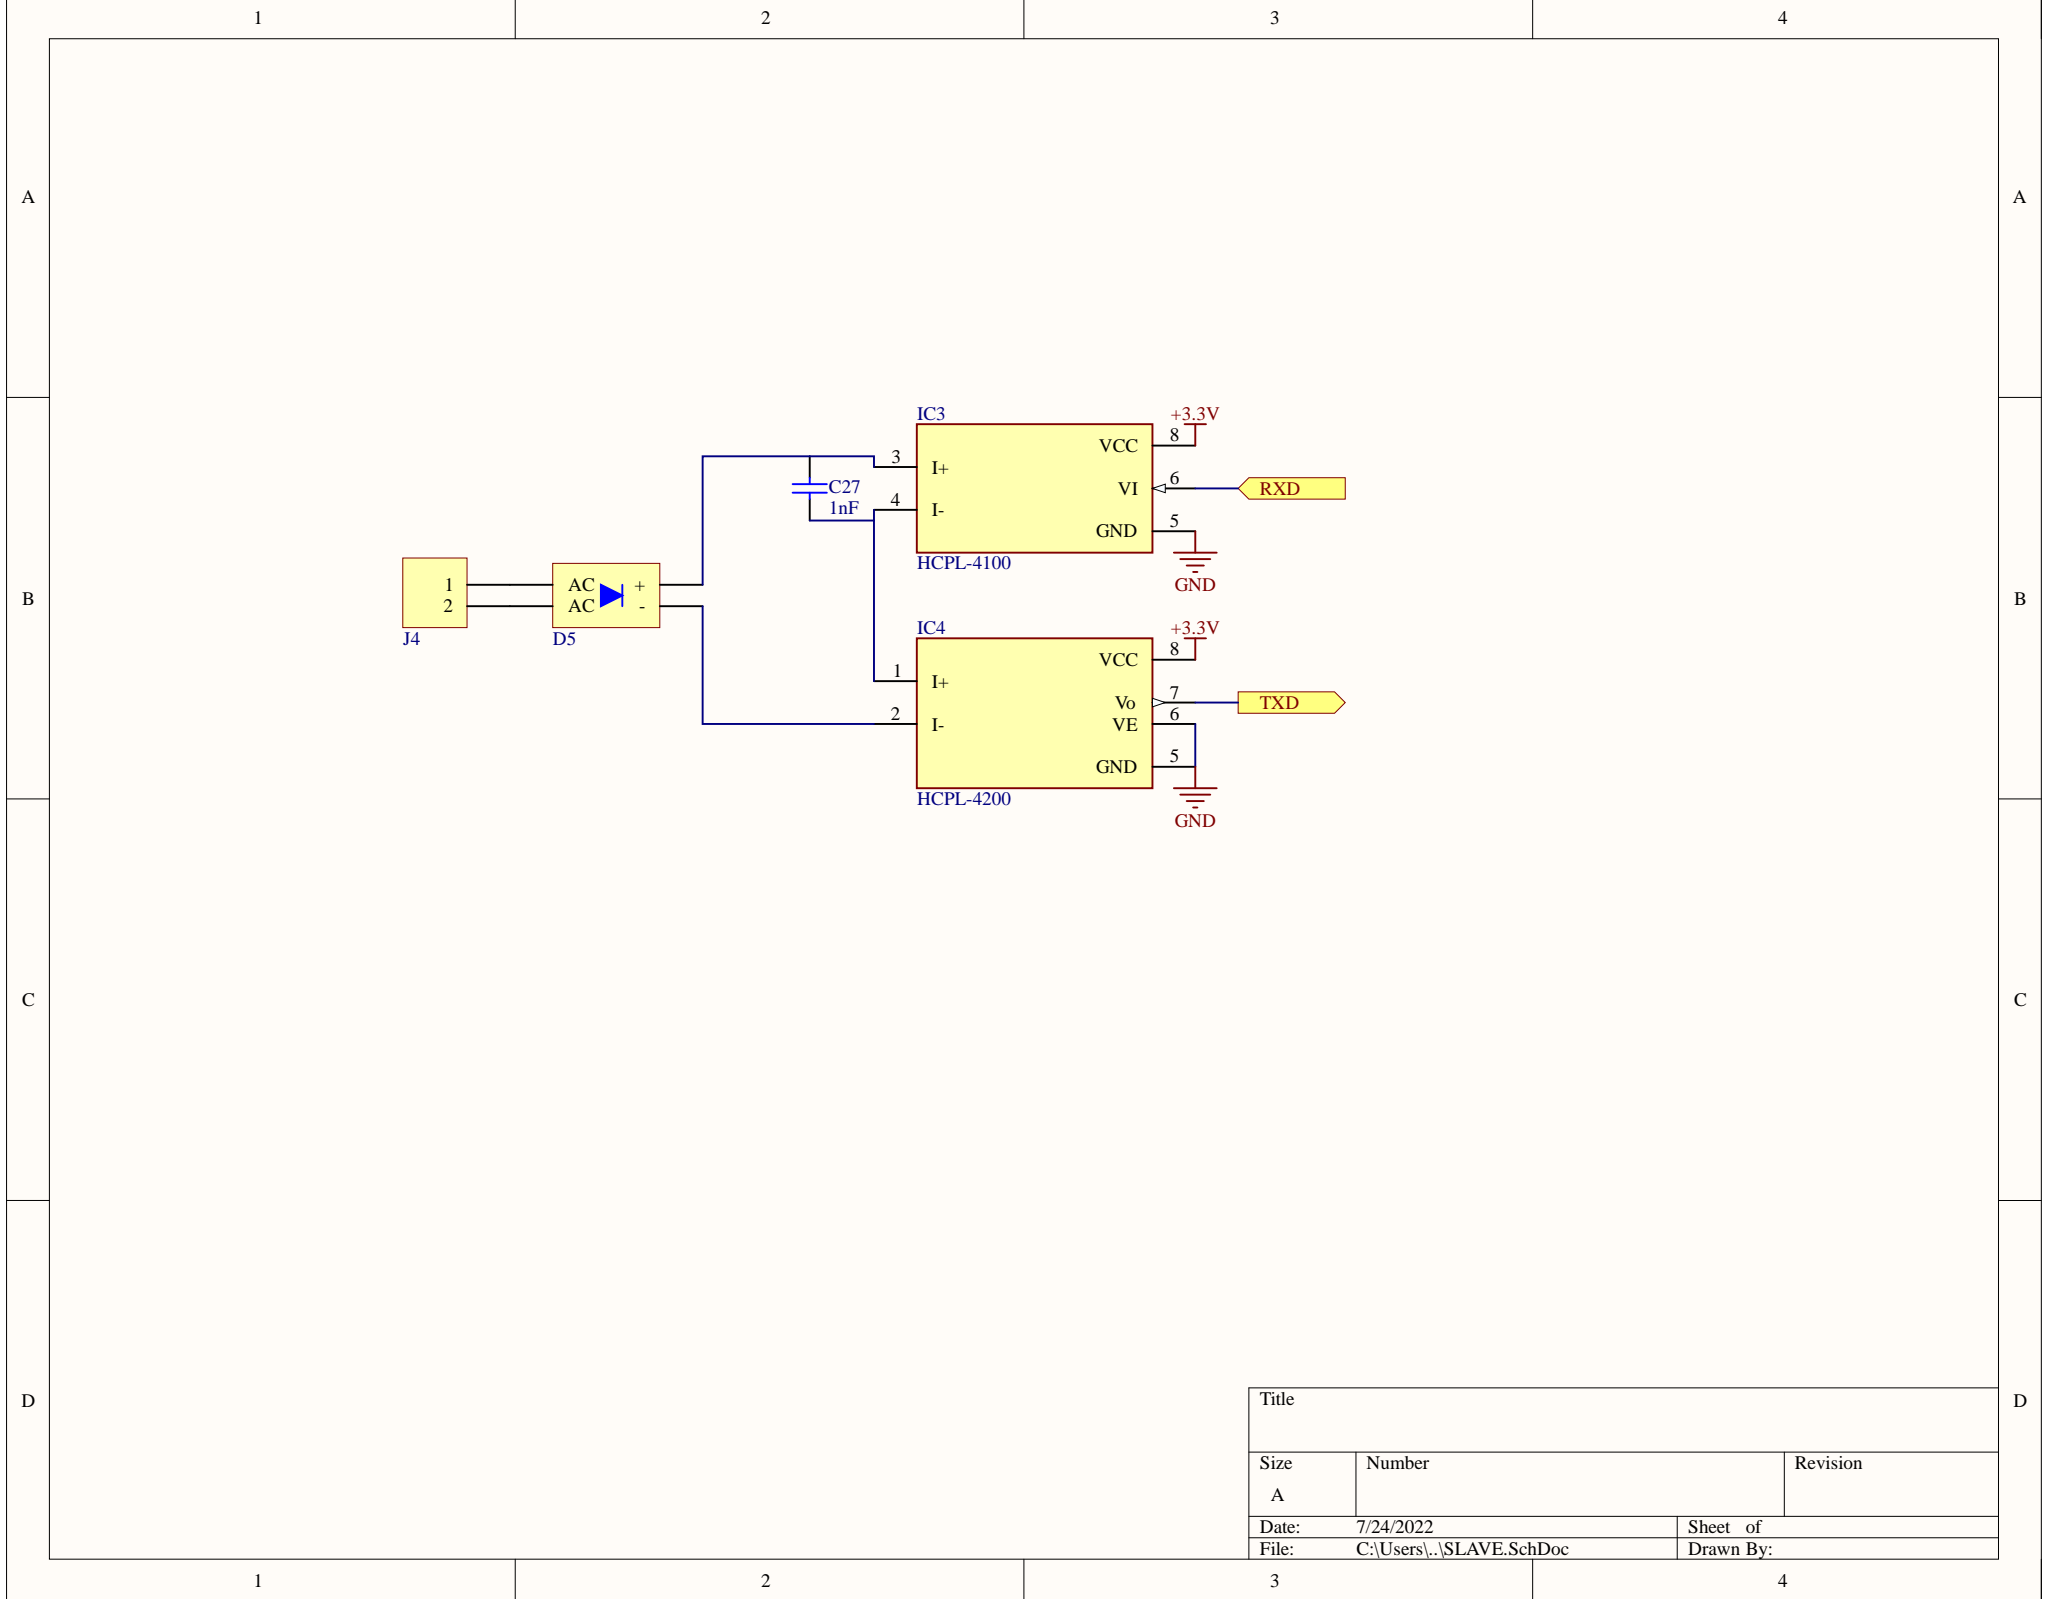 1 2 3 4
A A
IC3 +3.3V
VCC 8
3 I+
C27
VI 6 RXD
4 I-
1nF
GND 5
HCPL-4100
GND
1 AC +
2 AC -
J4 D5
B B
IC4 +3.3V
VCC 8
1 I+
Vo 7 TXD
2 I- VE 6
GND 5
HCPL-4200
GND
C C
D D
Title
Size Number Revision
A
Date: 7/24/2022 Sheet of
File: C:\Users\..\SLAVE.SchDoc Drawn By:
1 2 3 4